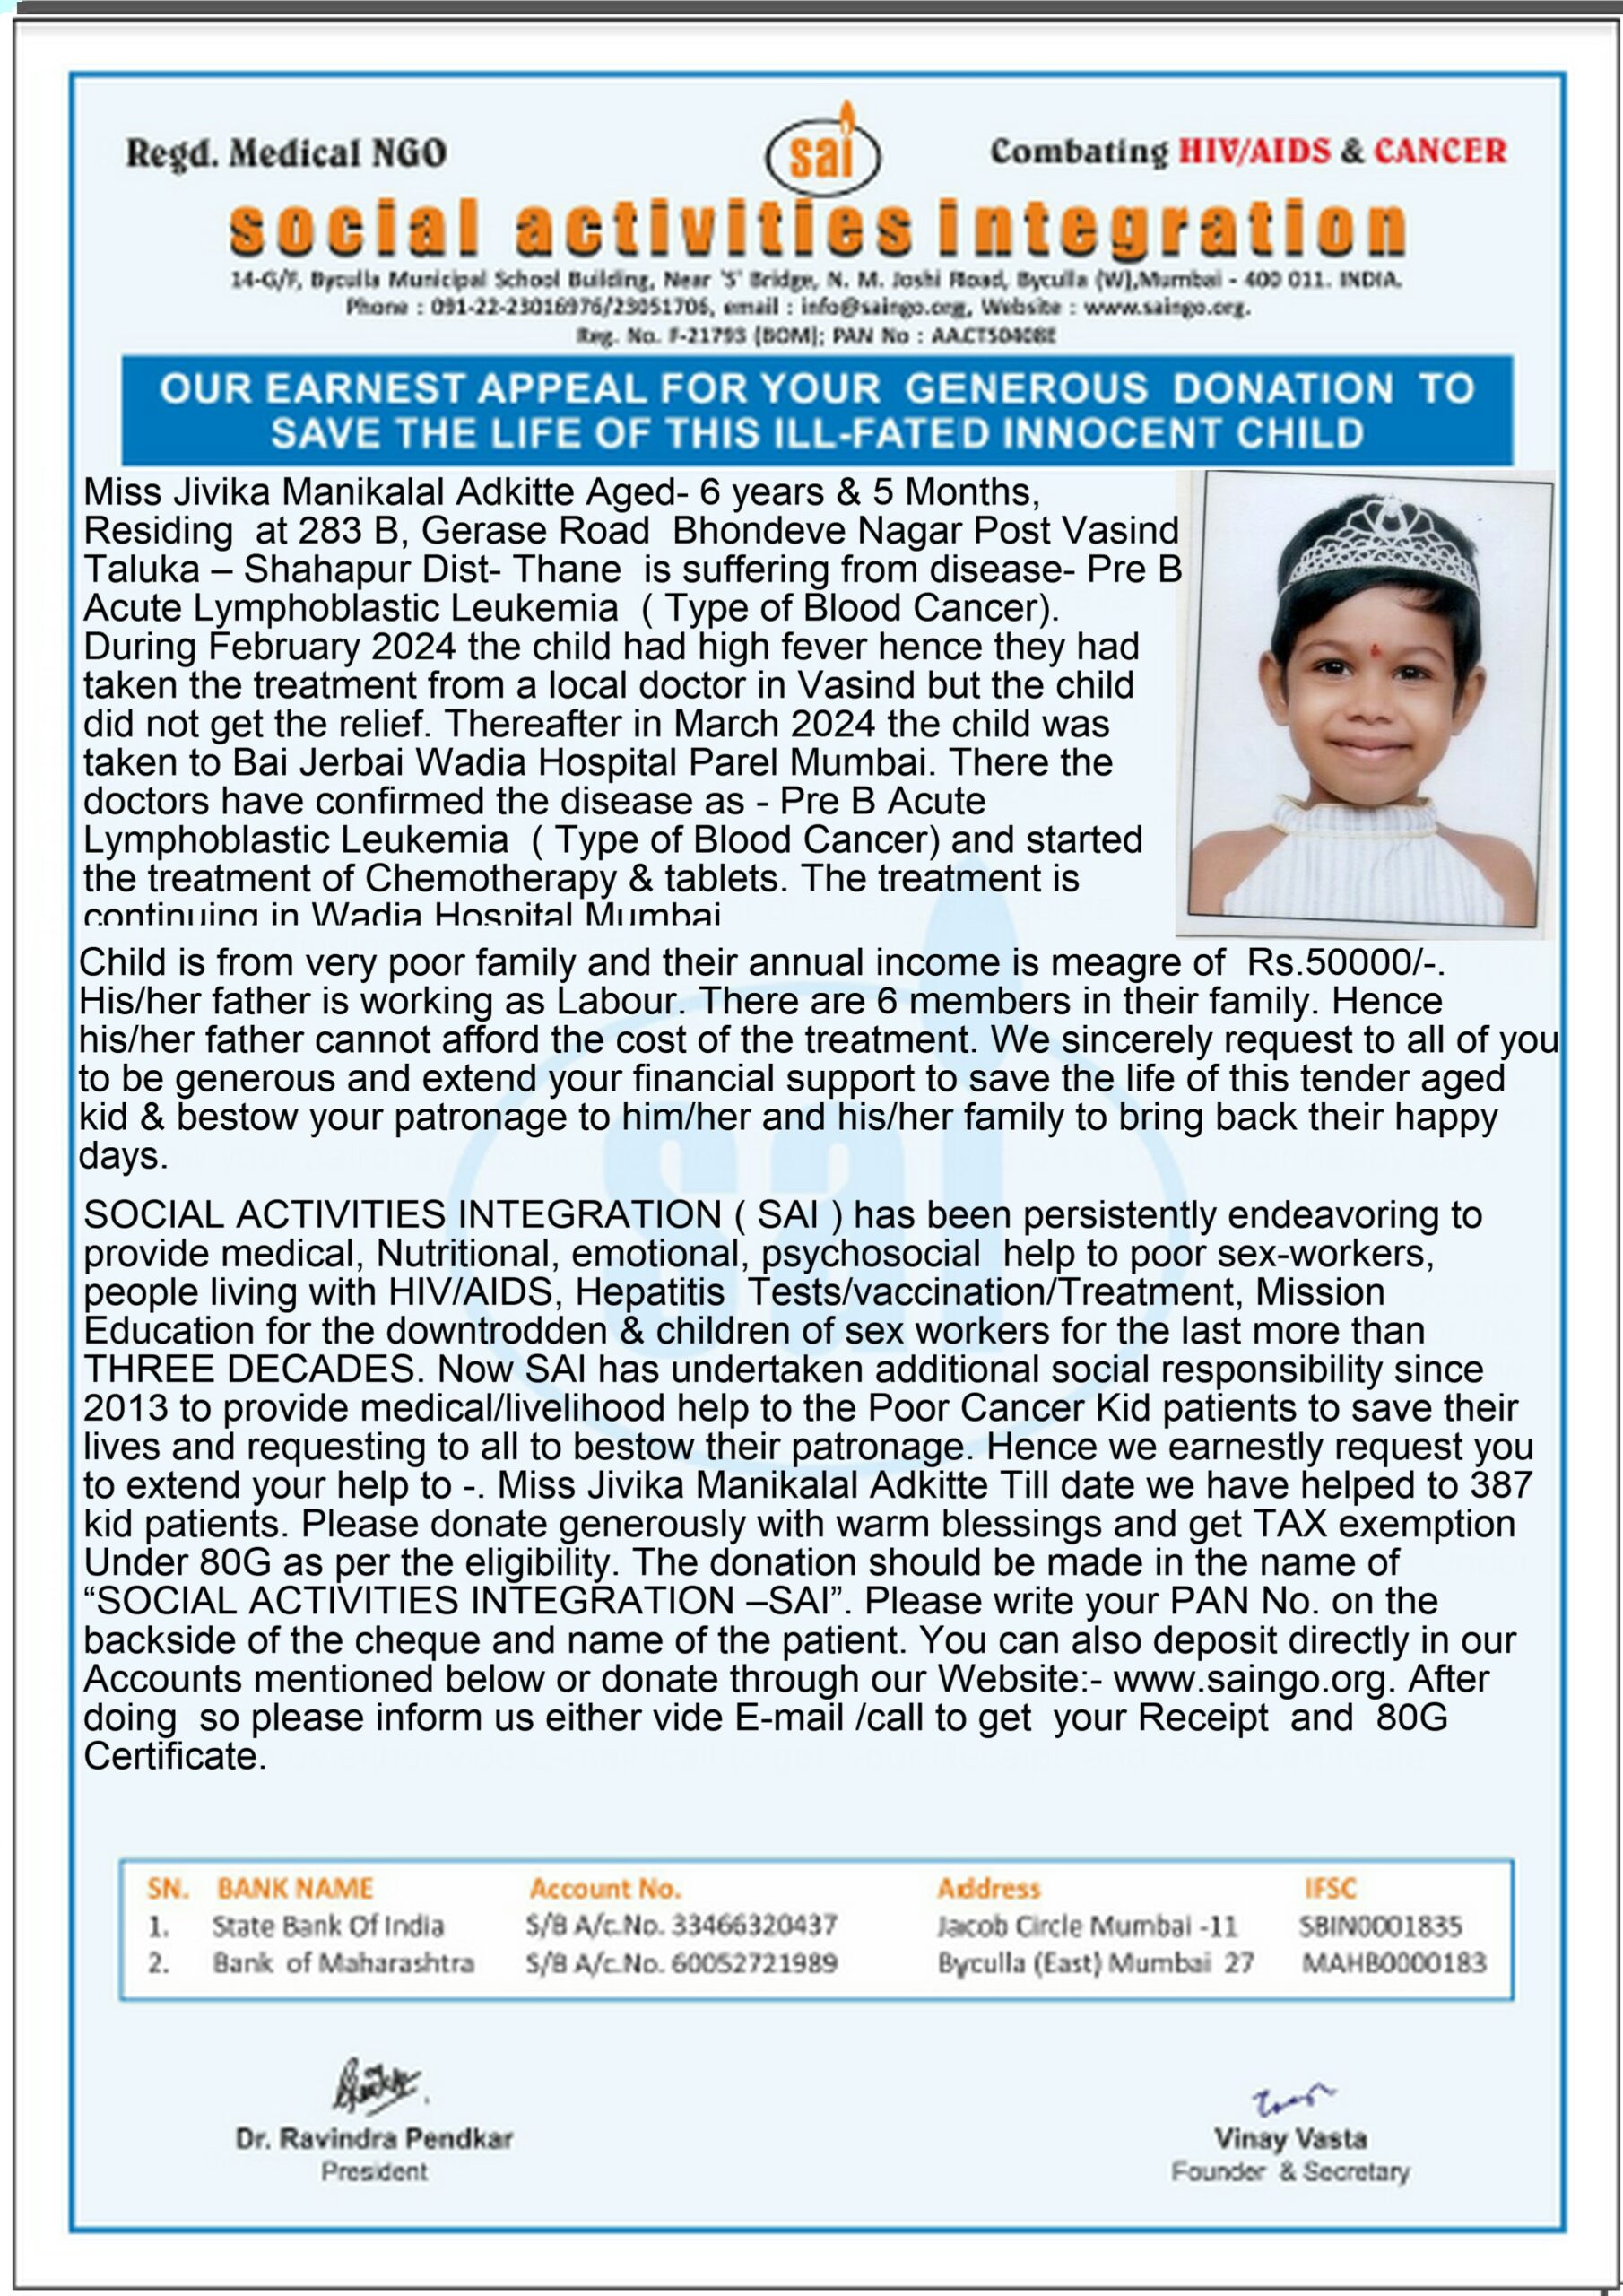 Regd. Medical NGO
sai
Combating HIV/AIDS & CANCER
social activities integration
14-G/F, Byculla Municipal School Building, Near 'S' Bridge, N. M. Joshi Road, Byculla (W),Mumbai - 400 011. INDIA.
Phone : 091-22-23016976/23051706, email : info@saingo.org, Website : www.saingo.org.
Reg. No. F-21793 (BOM); PAN No :
OUR EARNEST APPEAL FOR YOUR GENEROUS DONATION TO
SAVE THE LIFE OF THIS ILL-FATED INNOCENT CHILD
Miss Jivika Manikalal Adkitte Aged- 6 years & 5 Months,
Residing at 283 B, Gerase Road Bhondeve Nagar Post Vasind
Taluka – Shahapur Dist- Thane is suffering from disease- Pre B
Acute Lymphoblastic Leukemia ( Type of Blood Cancer).
During February 2024 the child had high fever hence they had
taken the treatment from a local doctor in Vasind but the child
did not get the relief. Thereafter in March 2024 the child was
taken to Bai Jerbai Wadia Hospital Parel Mumbai. There the
doctors have confirmed the disease as - Pre B Acute
Lymphoblastic Leukemia ( Type of Blood Cancer) and started
the treatment of Chemotherapy & tablets. The treatment is
continuing in Wadia Hospital Mumbai
Child is from very poor family and their annual income is meagre of Rs.50000/-.
His/her father is working as Labour. There are 6 members in their family. Hence
his/her father cannot afford the cost of the treatment. We sincerely request to all of you
to be generous and extend your financial support to save the life of this tender aged
kid & bestow your patronage to him/her and his/her family to bring back their happy
days.
SOCIAL ACTIVITIES INTEGRATION ( SAI ) has been persistently endeavoring to
provide medical, Nutritional, emotional, psychosocial help to poor sex-workers,
people living with HIV/AIDS, Hepatitis Tests/vaccination/Treatment, Mission
Education for the downtrodden & children of sex workers for the last more than
THREE DECADES. Now SAI has undertaken additional social responsibility since
2013 to provide medical/livelihood help to the Poor Cancer Kid patients to save their
lives and requesting to all to bestow their patronage. Hence we earnestly request you
to extend your help to -. Miss Jivika Manikalal Adkitte Till date we have helped to 387
kid patients. Please donate generously with warm blessings and get TAX exemption
Under 80G as per the eligibility. The donation should be made in the name of
“SOCIAL ACTIVITIES INTEGRATION –SAI”. Please write your PAN No. on the
backside of the cheque and name of the patient. You can also deposit directly in our
Accounts mentioned below or donate through our Website:- www.saingo.org. After
doing so please inform us either vide E-mail /call to get your Receipt and 80G
Certificate.
SN. BANK NAME Account No. Address IFSC
1. State Bank Of India S/B A/c.No. 33466320437 Jacob Circle Mumbai -11 SBIN0001835
2. Bank of Maharashtra S/B A/c.No. 60052721989 Byculla (East) Mumbai 27 MAHB0000183
Dr. Ravindra Pendkar
President
Vinay Vasta
Founder & Secretary